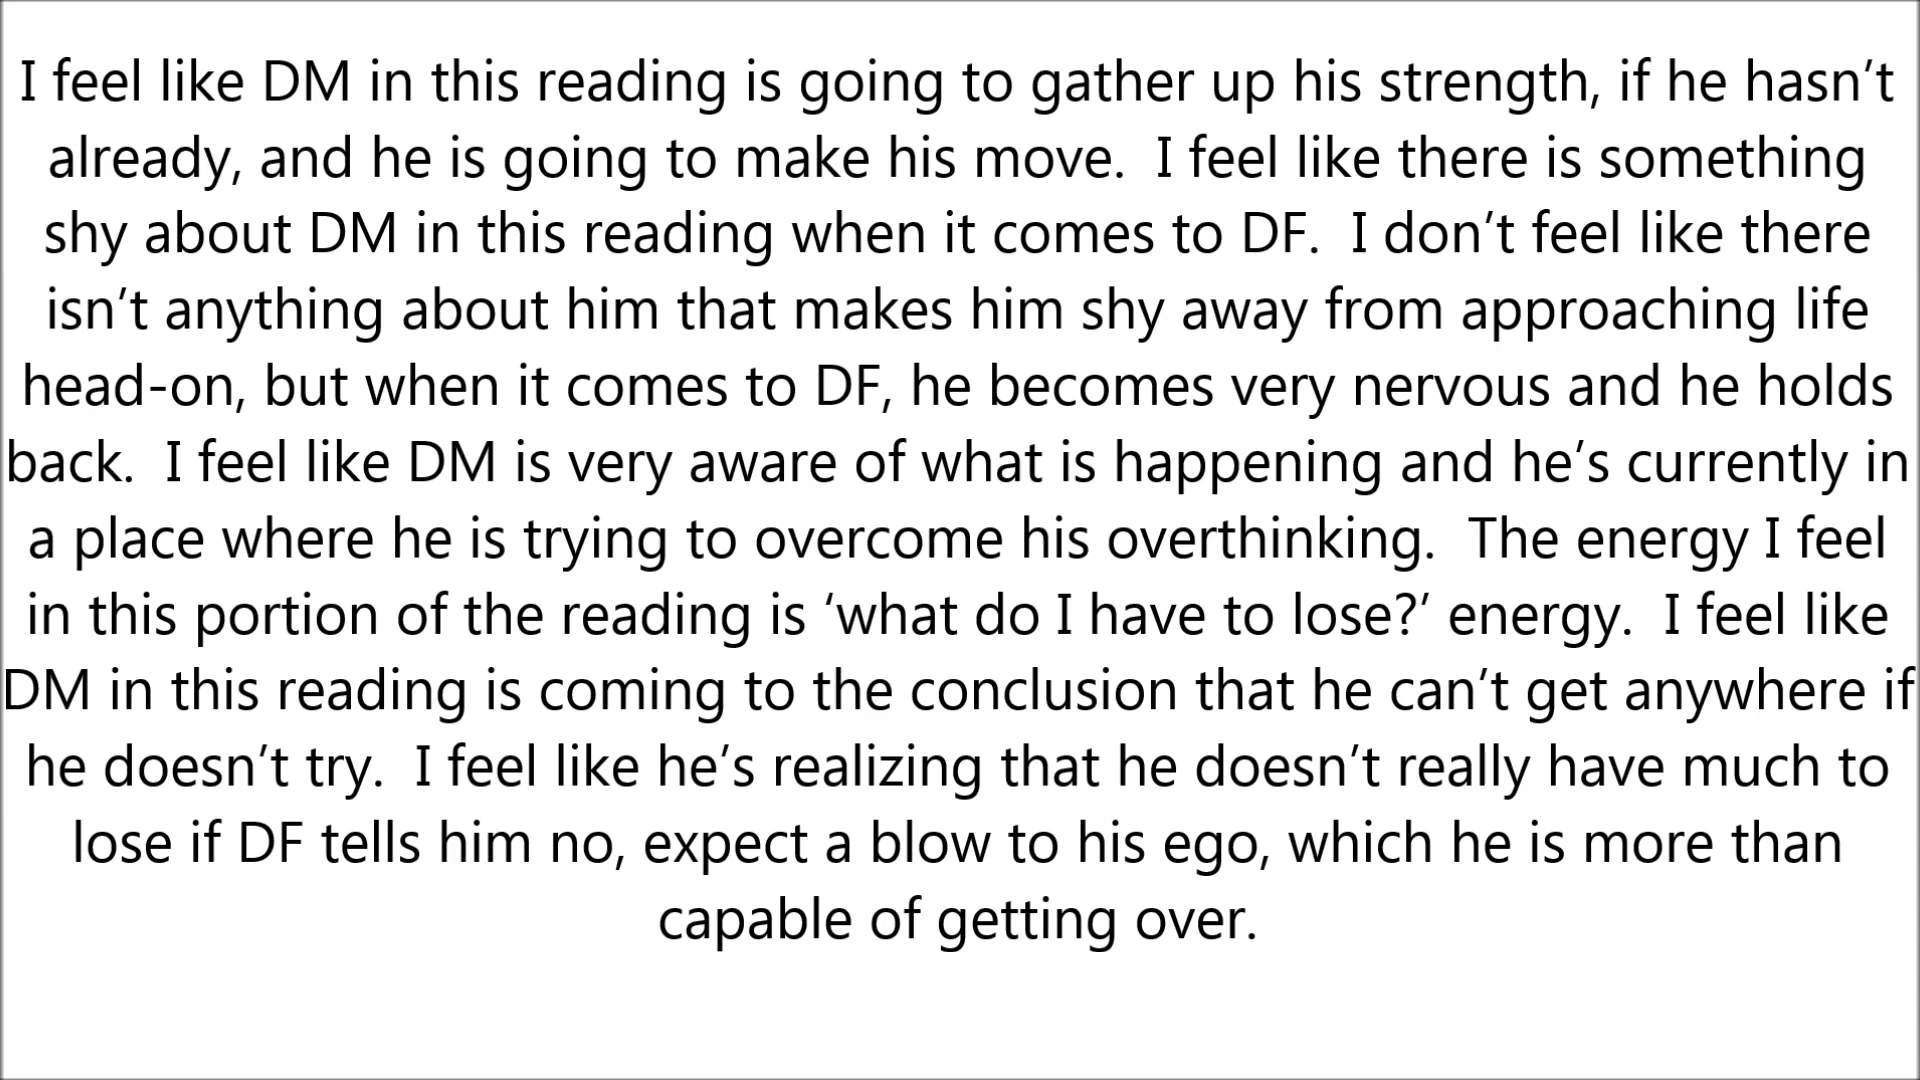 I feel like DM in this reading is going to gather up his strength, if he hasn’t
already, and he is going to make his move.  I feel like there is something
shy about DM in this reading when it comes to DF.  I don’t feel like there
isn’t anything about him that makes him shy away from approaching life
head-on, but when it comes to DF, he becomes very nervous and he holds
back.  I feel like DM is very aware of what is happening and he’s currently in
a place where he is trying to overcome his overthinking.  The energy I feel
in this portion of the reading is ‘what do I have to lose?’ energy.  I feel like
DM in this reading is coming to the conclusion that he can’t get anywhere if
he doesn’t try.  I feel like he’s realizing that he doesn’t really have much to
lose if DF tells him no, expect a blow to his ego, which he is more than
capable of getting over.